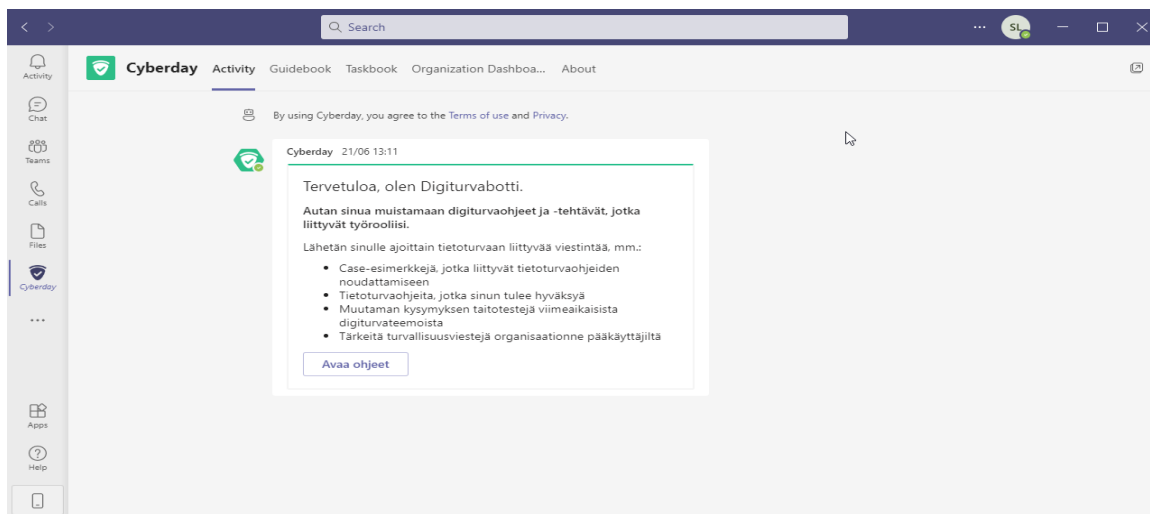 Search
SL
Activity
Chat
Teams
Calls
Files
Cyberday
Apps
Help
Cyberday Activity Guidebook Taskbook Organization Dashboa... About
By using Cyberday, you agree to the Terms of use and Privacy.
Cyberday 21/06 13:11
Tervetuloa, olen Digiturvabotti.
Autan sinua muistamaan digiturvaohjeet ja -tehtävät, jotka
liittyvät työrooliisi.
Lähetän sinulle ajoittain tietoturvaan liittyvää viestintää, mm.:
• Case-esimerkkejä, jotka liittyvät tietoturvaohjeiden
noudattamiseen
• Tietoturvaohjeita, jotka sinun tulee hyväksyä
• Muutaman kysymyksen taitotestejä viimeaikaisista
digiturvateemoista
• Tärkeitä turvallisuusviestejä organisaationne pääkäyttäjiltä
Avaa ohjeet